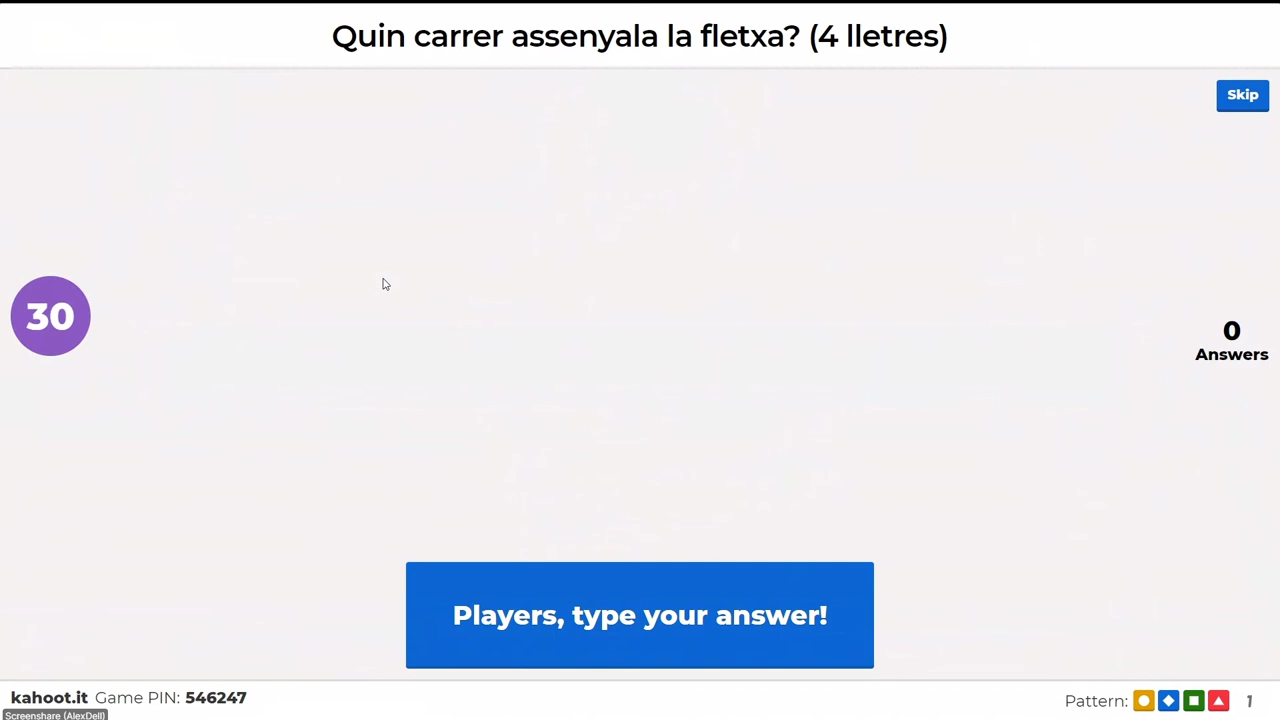 Quin carrer assenyala la fletxa? (4 lletres)
Skip
30
0
Answers
Players, type your answer!
kahoot.it Game PIN: 546247
Pattern: 1
Screenshare (AlexDell)